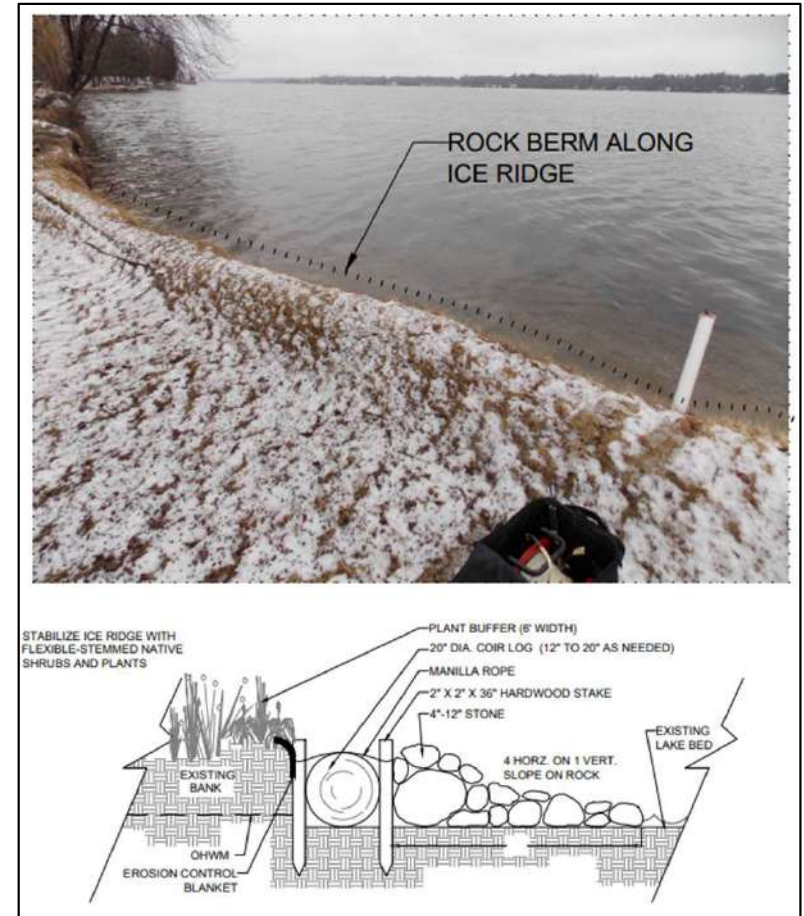 ROCK BERM ALONG
ICE RIDGE
STABILIZE ICE RIDGE WITH
FLEXIBLE-STEMMED NATIVE
SHRUBS AND PLANTS
PLANT BUFFER (6' WIDTH)
20" DIA. COIR LOG (12" TO 20" AS NEEDED)
MANILLA ROPE
2" X 2" X 36" HARDWOOD STAKE
4"-12" STONE
4 HORZ. ON 1 VERT.
SLOPE ON ROCK
EXISTING
LAKE BED
EXISTING
BANK
OHWM
EROSION CONTROL
BLANKET